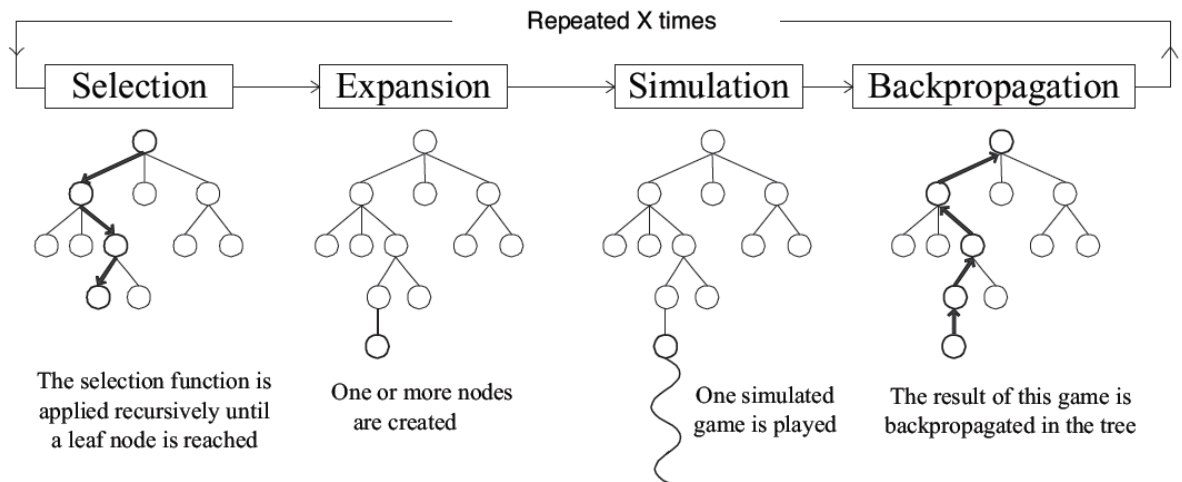 Repeated X times
Selection
Expansion
Simulation
Backpropagation
The selection function is
applied recursively until
a leaf node is reached
One or more nodes
are created
One simulated
game is played
The result of this game is
backpropagated in the tree